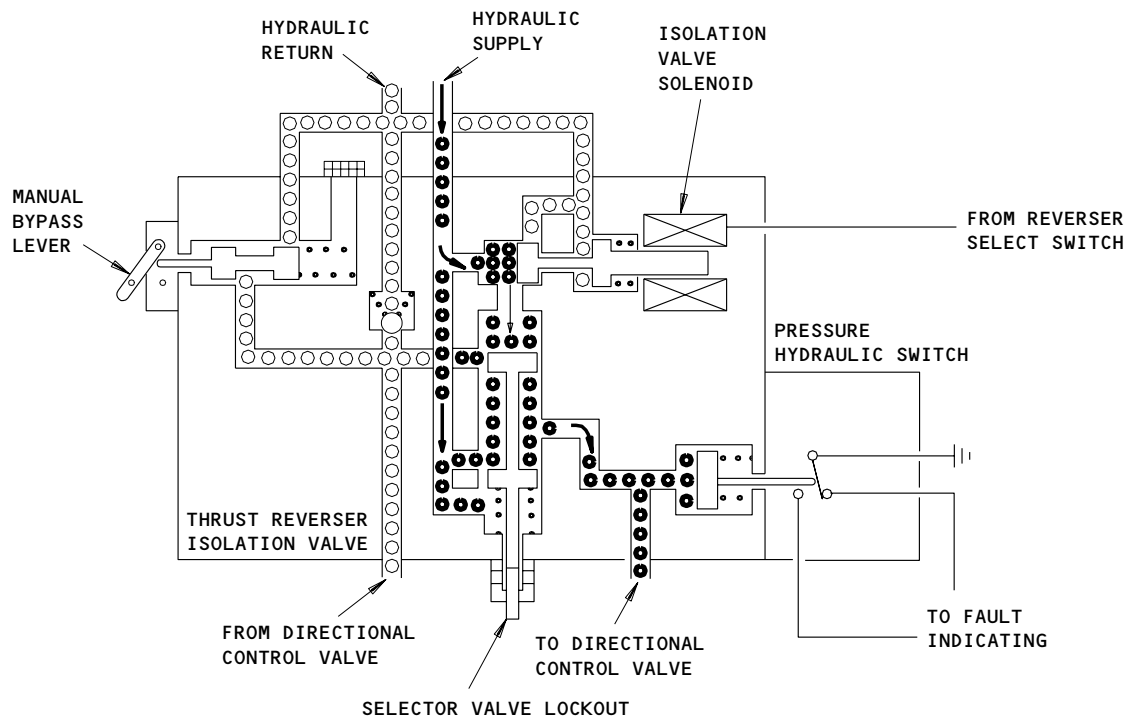 HYDRAULIC
RETURN
HYDRAULIC
SUPPLY
ISOLATION
VALVE
SOLENOID
MANUAL
BYPASS
LEVER
FROM REVERSER
SELECT SWITCH
PRESSURE
HYDRAULIC SWITCH
THRUST REVERSER
ISOLATION VALVE
FROM DIRECTIONAL
CONTROL VALVE
TO DIRECTIONAL
CONTROL VALVE
TO FAULT
INDICATING
SELECTOR VALVE LOCKOUT